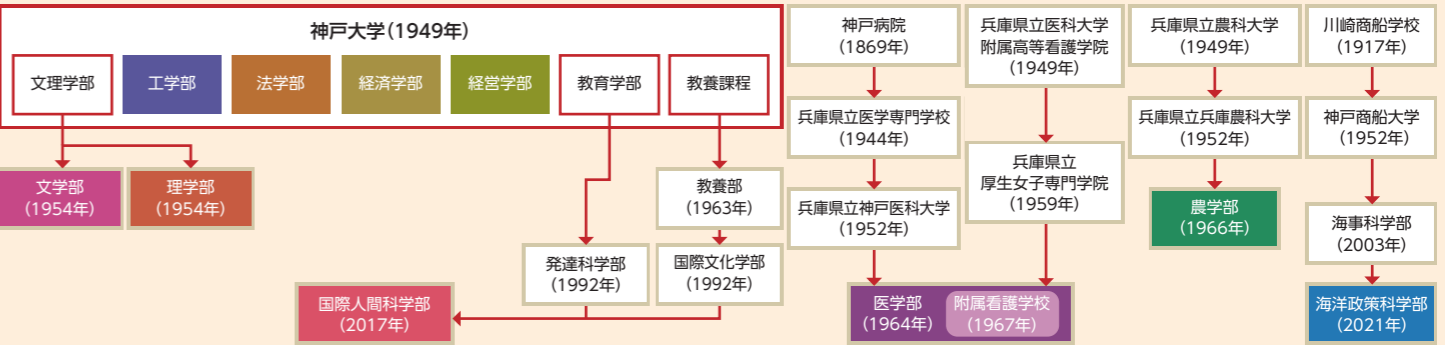 神戸大学(1949年)
文理学部
工学部
法学部
経済学部
経営学部
教育学部
教養課程
文学部
(1954年)
理学部
(1954年)
教養部
(1963年)
発達科学部
(1992年)
国際文化学部
(1992年)
国際人間科学部
(2017年)
神戸病院
(1869年)
兵庫県立医学専門学校
(1944年)
兵庫県立神戸医科大学
(1952年)
兵庫県立医科大学
附属高等看護学院
(1949年)
兵庫県立
厚生女子専門学院
(1959年)
医学部
(1964年)
附属看護学校
(1967年)
兵庫県立農科大学
(1949年)
兵庫県立兵庫農科大学
(1952年)
農学部
(1966年)
川崎商船学校
(1917年)
神戸商船大学
(1952年)
海事科学部
(2003年)
海洋政策科学部
(2021年)